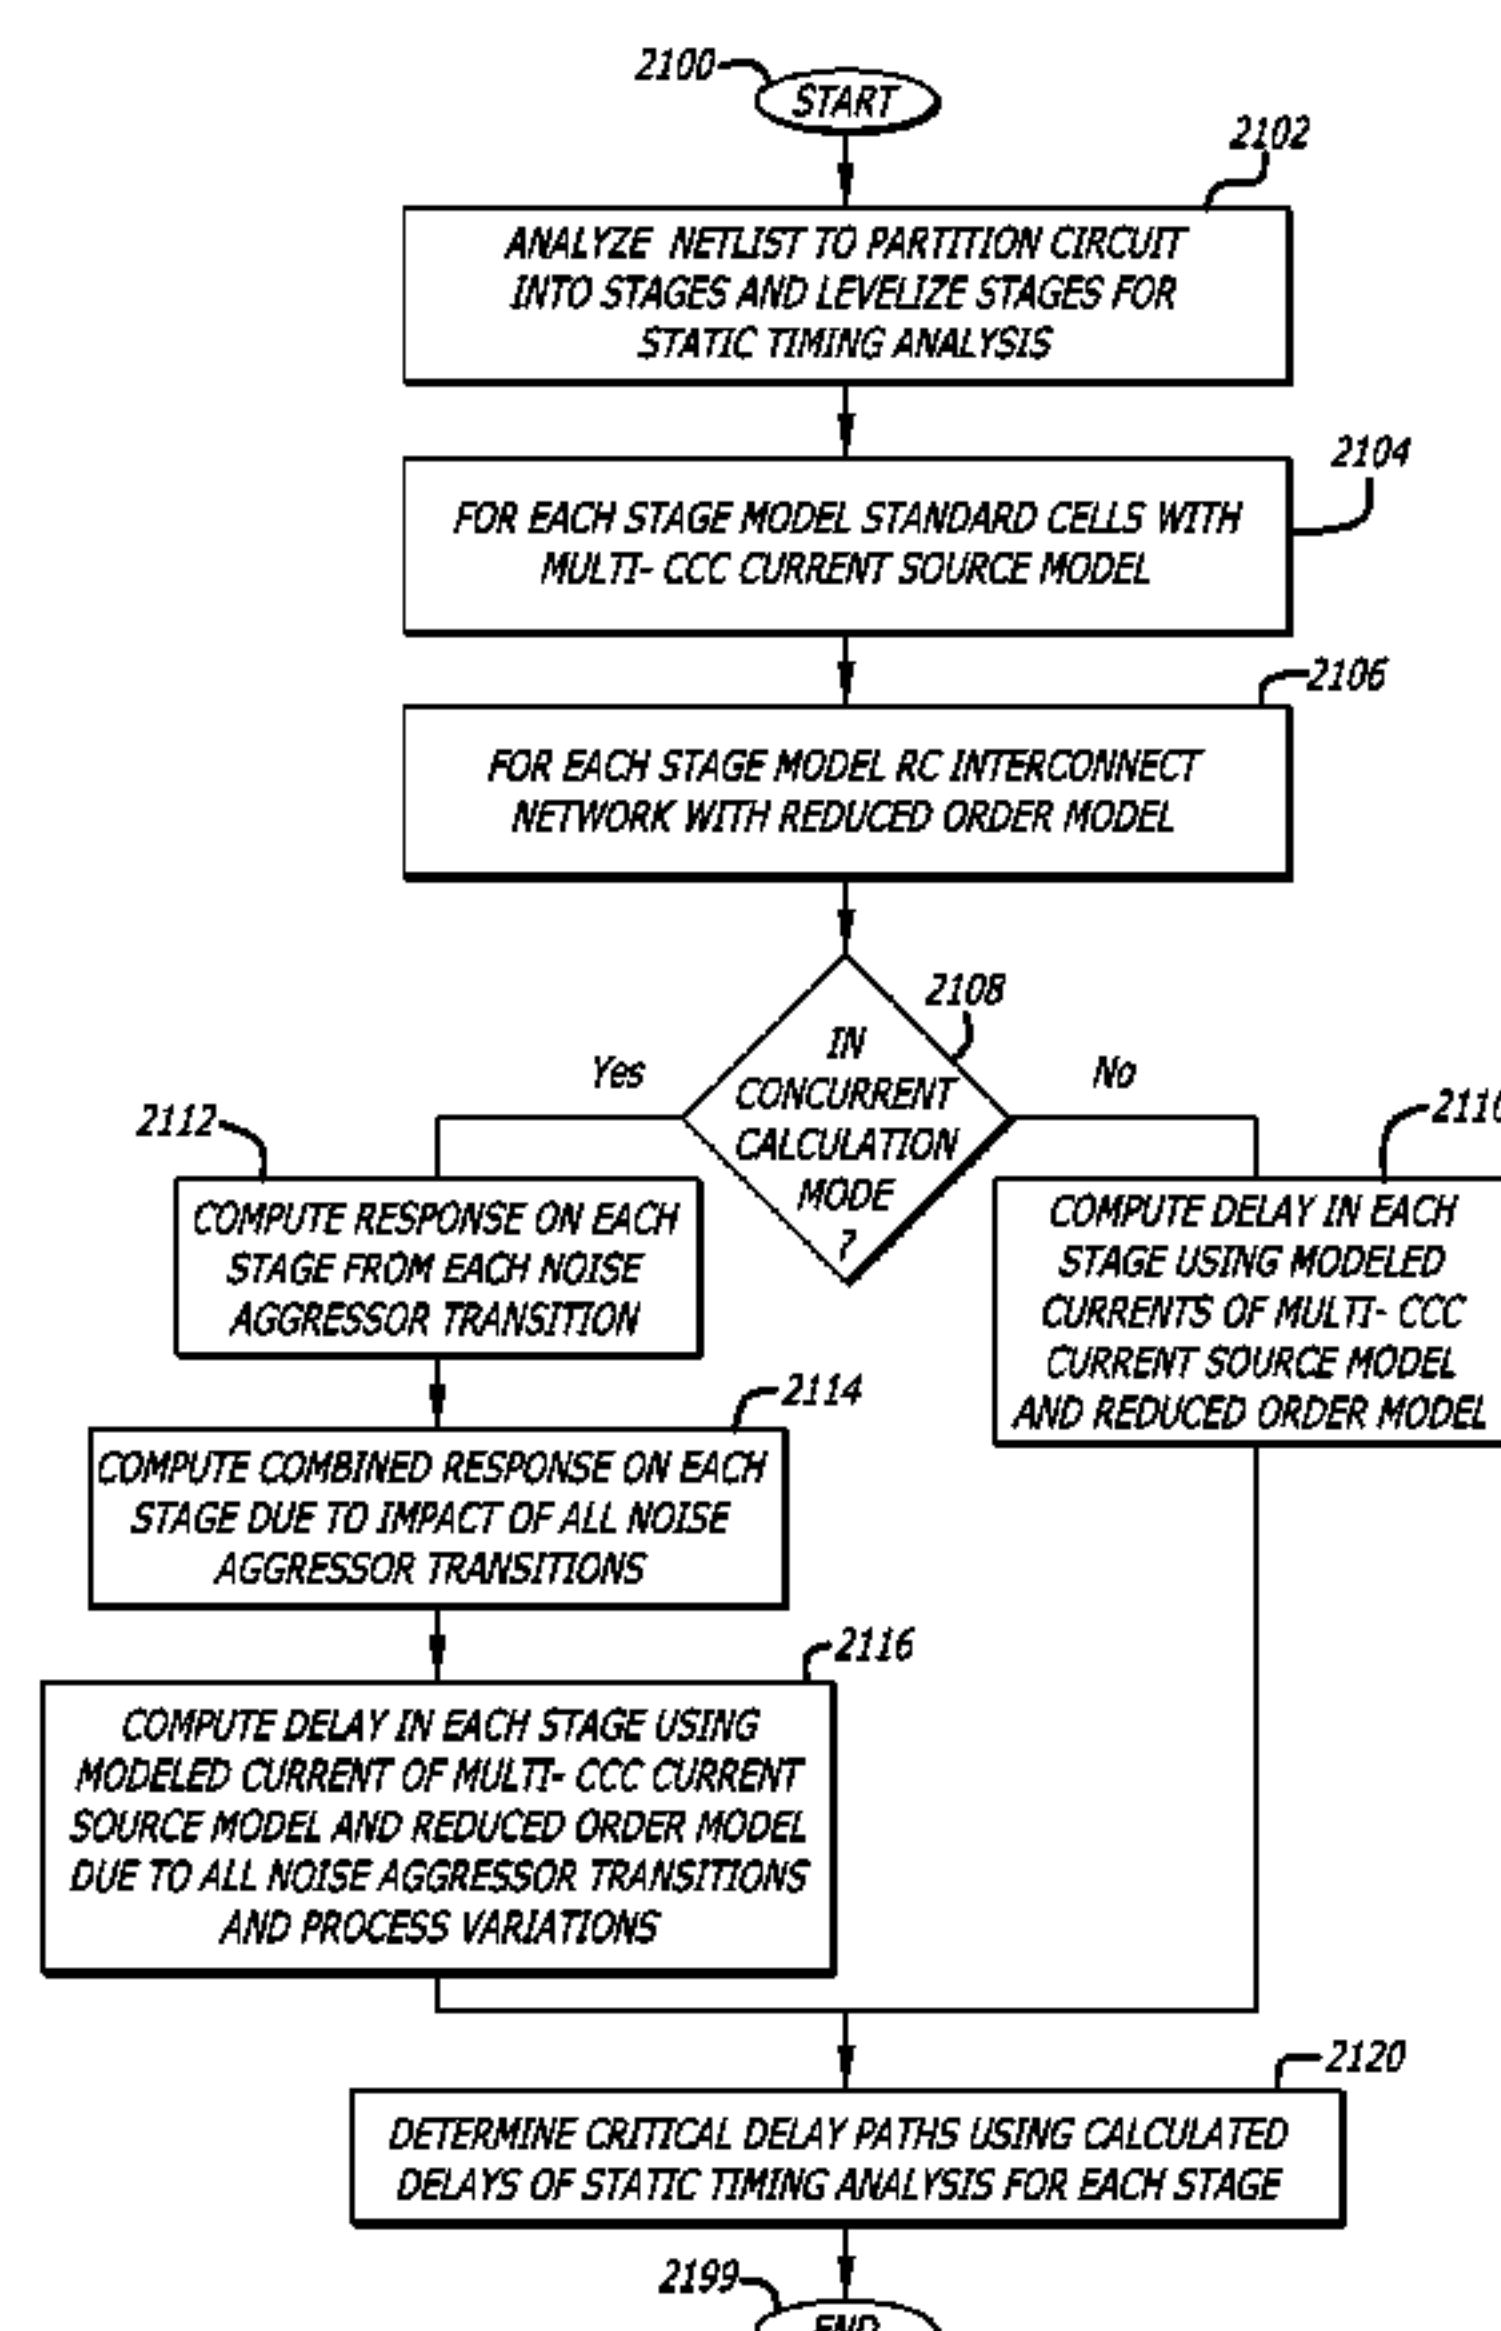 2100
START
2102
ANALYZE NETLIST TO PARTITION CIRCUIT
INTO STAGES AND LEVELIZE STAGES FOR
STATIC TIMING ANALYSIS
2104
FOR EACH STAGE MODEL STANDARD CELLS WITH
MULTI- CCC CURRENT SOURCE MODEL
2106
FOR EACH STAGE MODEL RC INTERCONNECT
NETWORK WITH REDUCED ORDER MODEL
2108
IN
CONCURRENT
CALCULATION
MODE
?
Yes
No
2112
COMPUTE RESPONSE ON EACH
STAGE FROM EACH NOISE
AGGRESSOR TRANSITION
COMPUTE DELAY IN EACH
STAGE USING MODELED
CURRENTS OF MULTI- CCC
CURRENT SOURCE MODEL
AND REDUCED ORDER MODEL
2114
COMPUTE COMBINED RESPONSE ON EACH
STAGE DUE TO IMPACT OF ALL NOISE
AGGRESSOR TRANSITIONS
2116
COMPUTE DELAY IN EACH STAGE USING
MODELED CURRENT OF MULTI- CCC CURRENT
SOURCE MODEL AND REDUCED ORDER MODEL
DUE TO ALL NOISE AGGRESSOR TRANSITIONS
AND PROCESS VARIATIONS
2120
DETERMINE CRITICAL DELAY PATHS USING CALCULATED
DELAYS OF STATIC TIMING ANALYSIS FOR EACH STAGE
2199
END